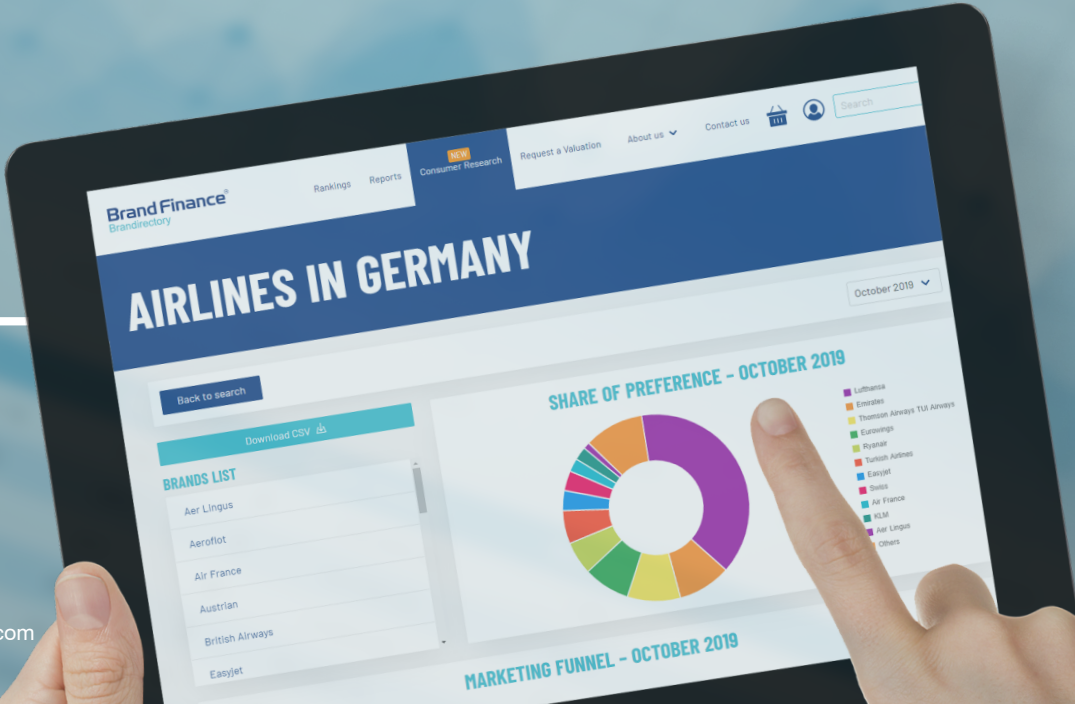 Brand Finance®
Brandirectory
Rankings
Reports
NEW
Consumer Research
Request a Valuation
About us
Contact us
Search
AIRLINES IN GERMANY
October 2019
Back to search
Download CSV
BRANDS LIST
Aer Lingus
Aeroflot
Air France
Austrian
British Airways
Easyjet
SHARE OF PREFERENCE – OCTOBER 2019
Lufthansa
Emirates
Thomson Airways TUI Airways
Eurowings
Ryanair
Turkish Airlines
Easyjet
Swiss
Air France
KLM
Aer Lingus
Others
MARKETING FUNNEL – OCTOBER 2019
com